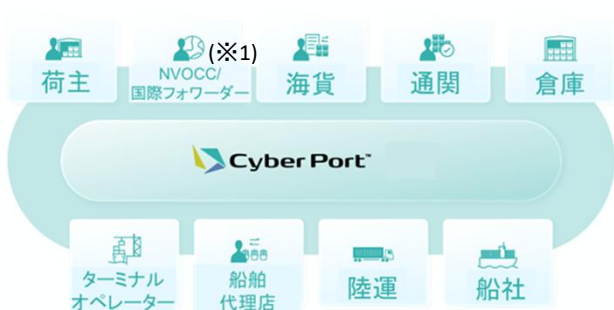 (※1)
荷主
NVOCC/
国際フォワーダー
海貨
通関
倉庫
Cyber Port™
ターミナル
オペレーター
船舶
代理店
陸運
船社